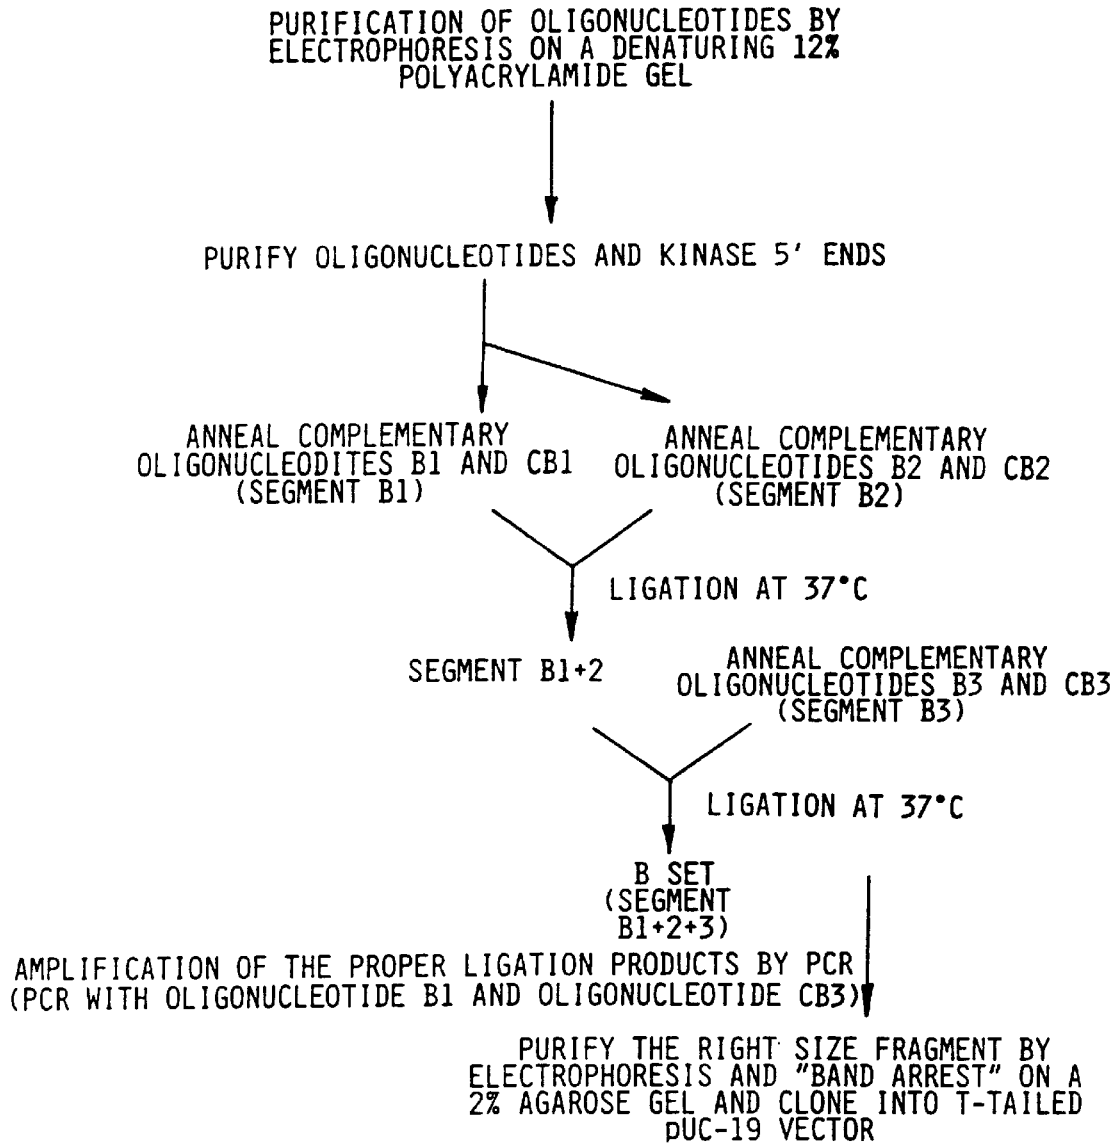 PURIFICATION OF OLIGONUCLEOTIDES BY
ELECTROPHORESIS ON A DENATURING 12%
POLYACRYLAMIDE GEL
PURIFY OLIGONUCLEOTIDES AND KINASE 5' ENDS
ANNEAL COMPLEMENTARY
OLIGONUCLEODITES B1 AND CB1
(SEGMENT B1)
ANNEAL COMPLEMENTARY
OLIGONUCLEOTIDES B2 AND CB2
(SEGMENT B2)
LIGATION AT 37°C
SEGMENT B1+2
ANNEAL COMPLEMENTARY
OLIGONUCLEOTIDES B3 AND CB3
(SEGMENT B3)
LIGATION AT 37°C
B SET
(SEGMENT
B1+2+3)
AMPLIFICATION OF THE PROPER LIGATION PRODUCTS BY PCR
(PCR WITH OLIGONUCLEOTIDE B1 AND OLIGONUCLEOTIDE CB3)
PURIFY THE RIGHT SIZE FRAGMENT BY
ELECTROPHORESIS AND "BAND ARREST" ON A
2% AGAROSE GEL AND CLONE INTO T-TAILED
pUC-19 VECTOR